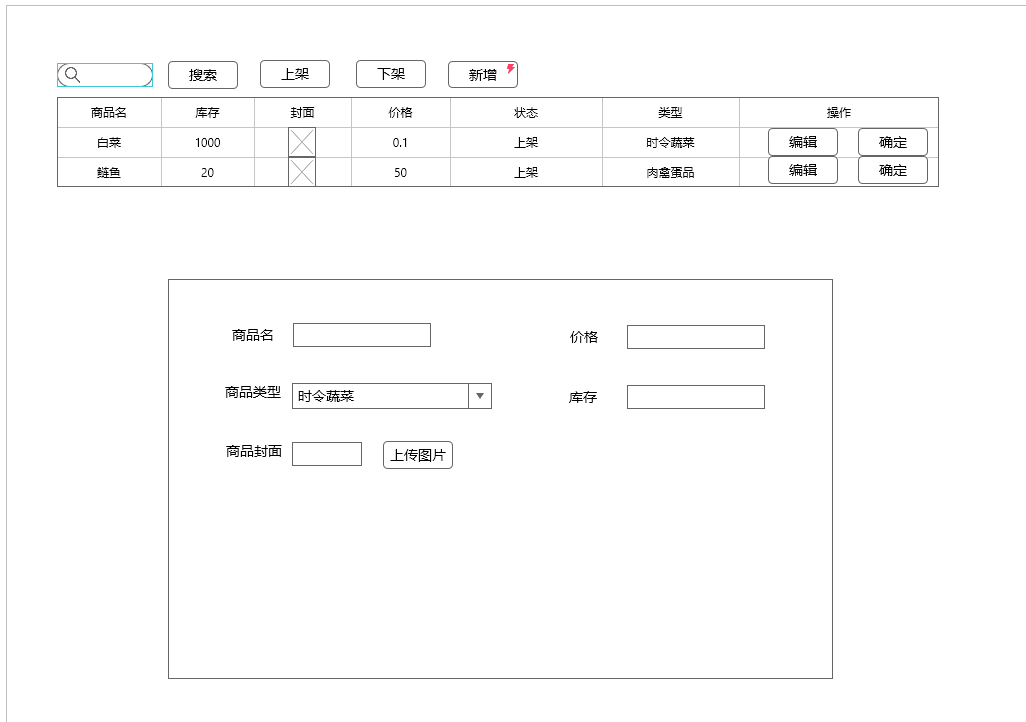 搜索 上架 下架 新增
商品名 库存 封面 价格 状态 类型 操作
白菜 1000 0.1 上架 时令蔬菜 编辑 确定
鲢鱼 20 50 上架 肉禽蛋品 编辑 确定
商品名 价格
商品类型 时令蔬菜 库存
商品封面 上传图片